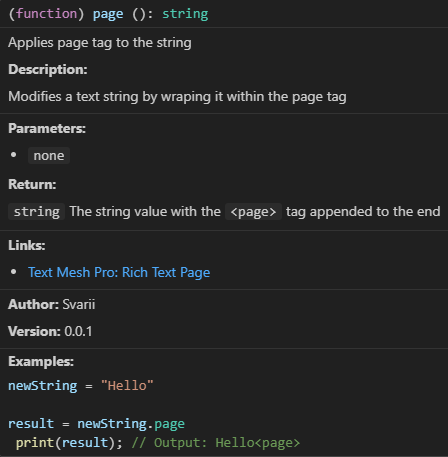 (function) page (): string
Applies page tag to the string
Description:
Modifies a text string by wraping it within the page tag
Parameters:
• none
Return:
string The string value with the <page> tag appended to the end
Links:
• Text Mesh Pro: Rich Text Page
Author: Svarii
Version: 0.0.1
Examples:
newString = "Hello"
result = newString.page
print(result); // Output: Hello<page>